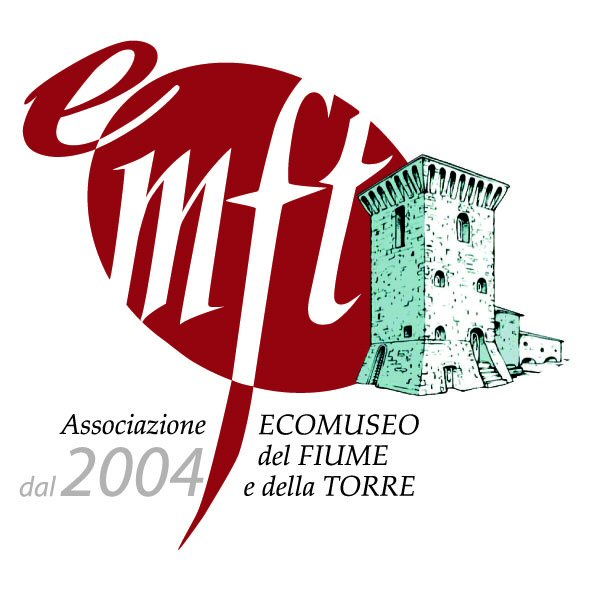 emft
Associazione
dal 2004
ECOMUSEO
del FIUME
e della TORRE